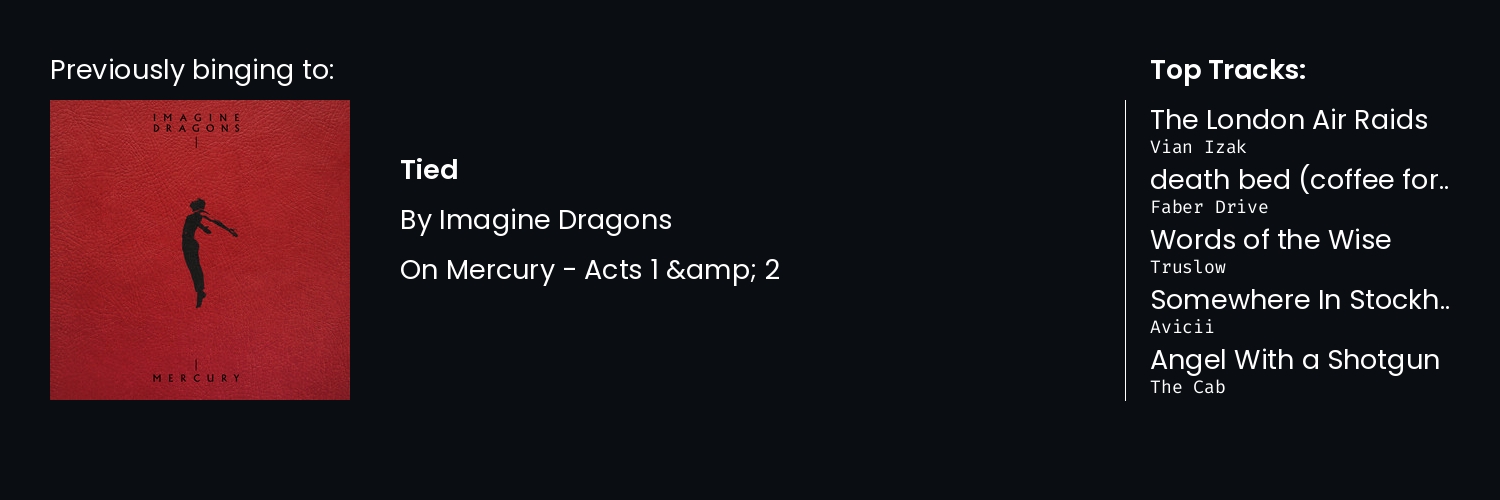 Previously binging to:
IMAGINE
DRAGONS
MERCURY
Tied
By Imagine Dragons
On Mercury - Acts 1 &amp; 2
Top Tracks:
The London Air Raids
Vian Izak
death bed (coffee for..
Faber Drive
Words of the Wise
Truslow
Somewhere In Stockh..
Avicii
Angel With a Shotgun
The Cab